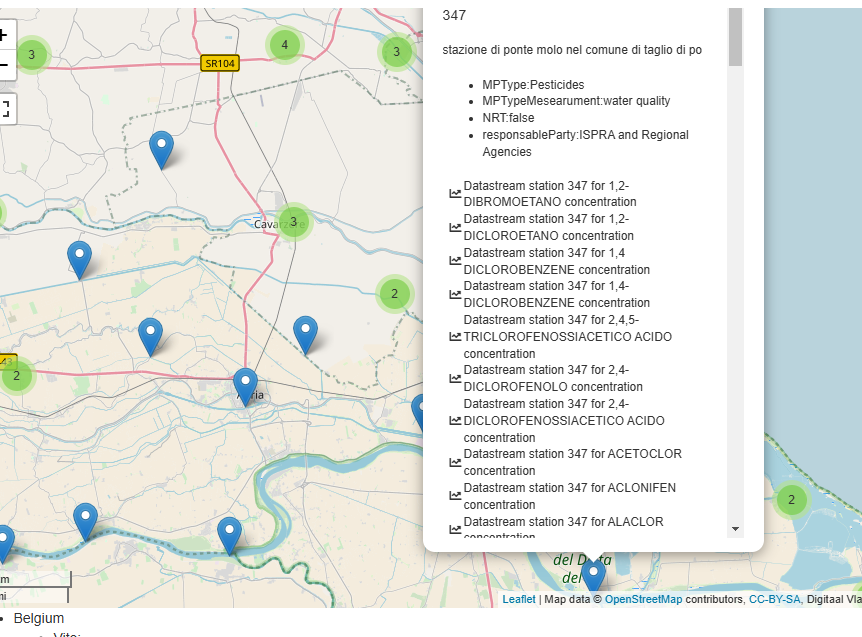 +
3
4
3
SR104
Cavarzere
3
2
2
43
Adria
347
stazione di ponte molo nel comune di taglio di po
MPType:Pesticides
MPTypeMesearument:water quality
NRT:false
responsableParty:ISPRA and Regional
Agencies
Datastream station 347 for 1,2-
DIBROMOETANO concentration
Datastream station 347 for 1,2-
DICLOROETANO concentration
Datastream station 347 for 1,4
DICLOROBENZENE concentration
Datastream station 347 for 1,4-
DICLOROBENZENE concentration
Datastream station 347 for 2,4,5-
TRICLOROFENOSSIACETICO ACIDO
concentration
Datastream station 347 for 2,4-
DICLOROFENOLO concentration
Datastream station 347 for 2,4-
DICLOROFENOSSIACETICO ACIDO
concentration
Datastream station 347 for ACETOCLOR
concentration
Datastream station 347 for ACLONIFEN
concentration
Datastream station 347 for ALACLOR
concentration
2
del Delta
del
Leaflet | Map data © OpenStreetMap contributors, CC-BY-SA, Digitaal Vla
Belgium
Vito: